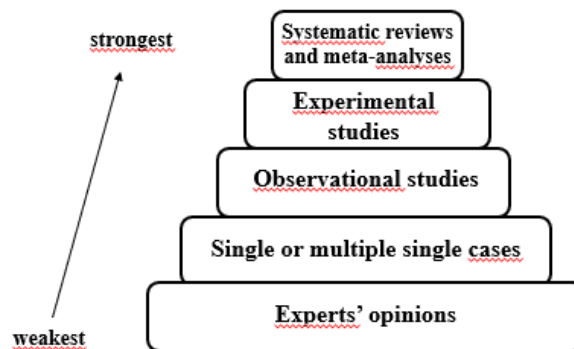 strongest
Systematic reviews
and meta-analyses
Experimental
studies
Observational studies
Single or multiple single cases
Experts’ opinions
weakest